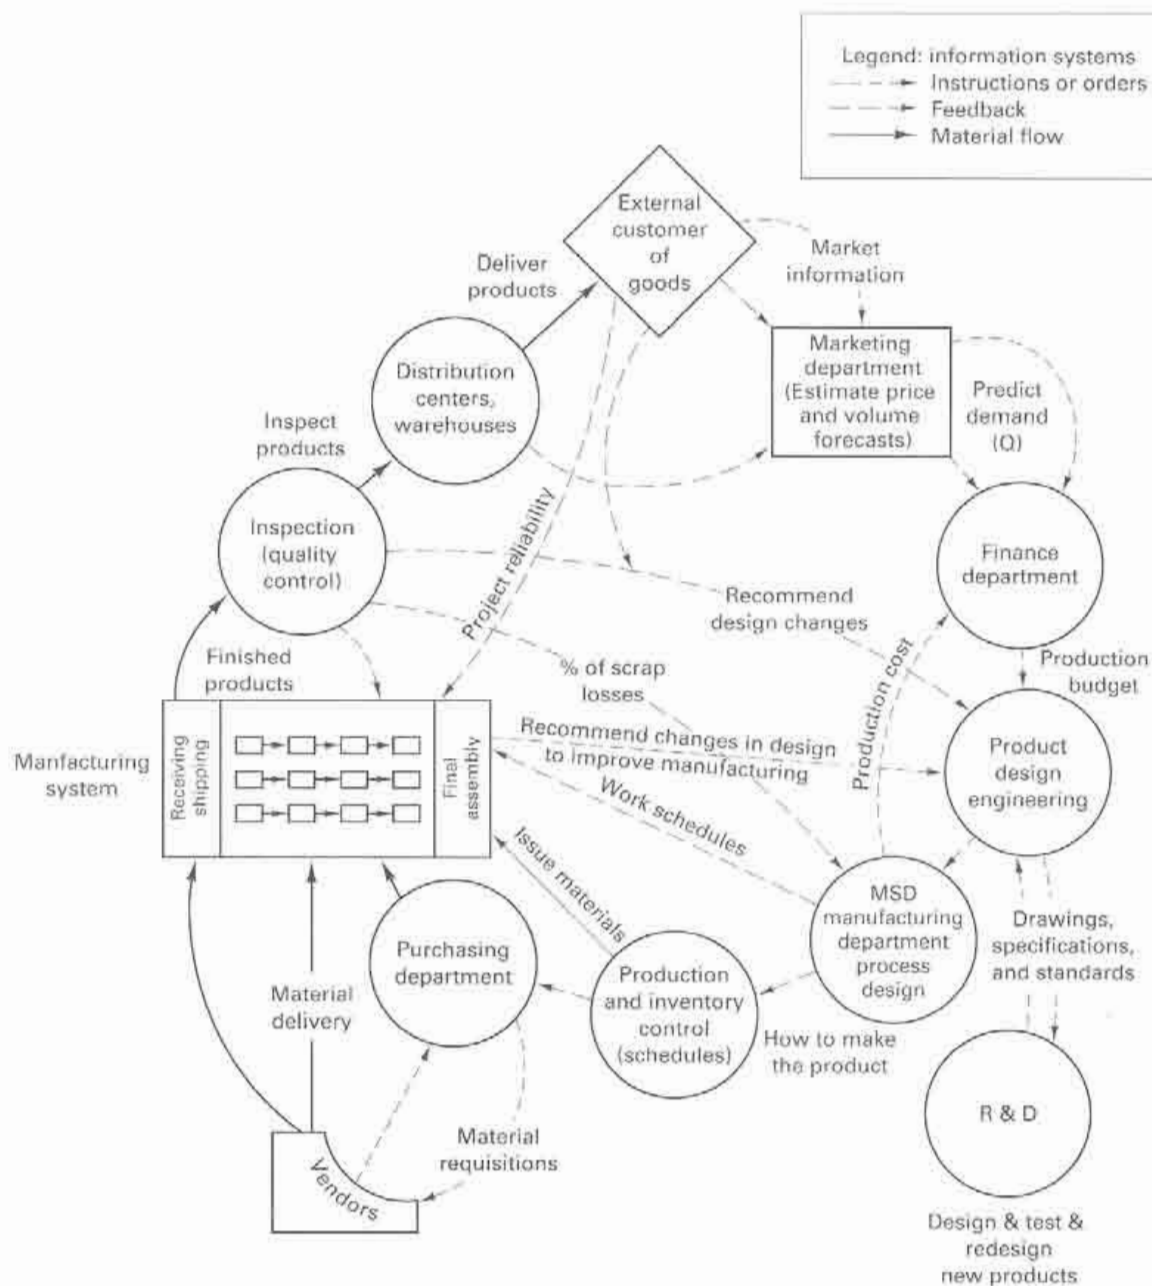 Legend: information systems
Instructions or orders
Feedback
Material flow
External
customer
of
goods
Market
information
Deliver
products
Marketing
department
(Estimate price
and volume
forecasts)
Predict
demand
(Q)
Distribution
centers,
warehouses
Inspect
products
Inspection
(quality
control)
Finance
department
Project reliability
Recommend
design changes
Production cost
Production
budget
Finished
products
% of scrap
losses
Manfacturing
system
Receiving
shipping
Final
assembly
Recommend changes in design
to improve manufacturing
Work schedules
Product
design
engineering
Issue materials
MSD
manufacturing
department
process
design
Drawings,
specifications,
and standards
Purchasing
department
Production
and inventory
control
(schedules)
Material
delivery
How to make
the product
R & D
Material
requisitions
Vendors
Design & test &
redesign
new products